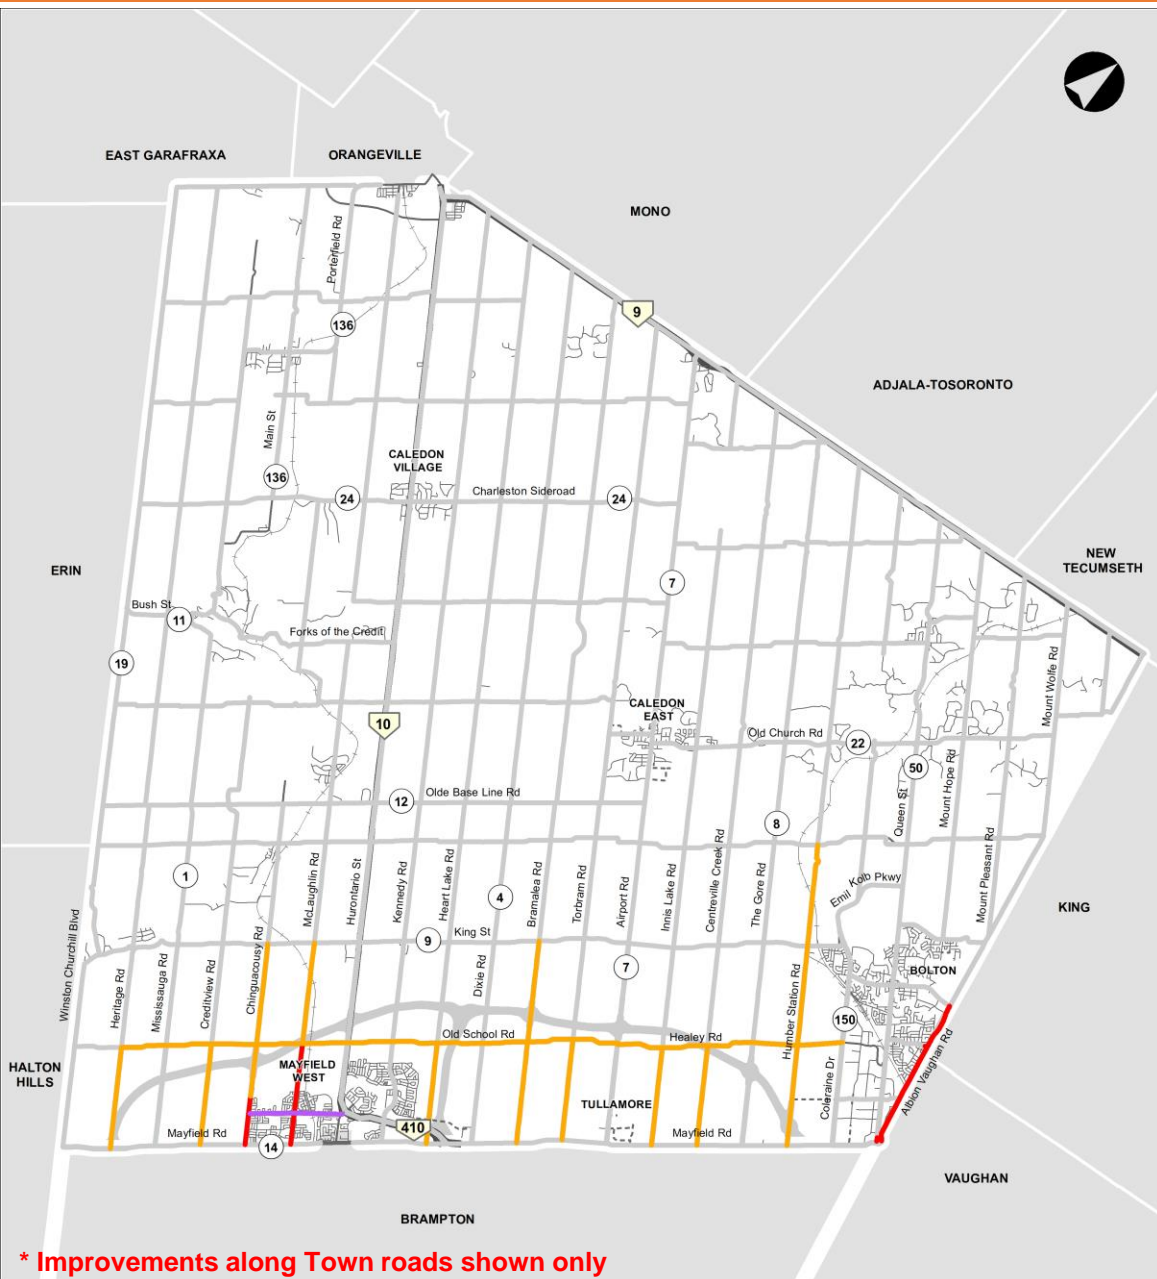 EAST GARAFRAXA
ORANGEVILLE
MONO
Porterfield Rd
9
136
ADJALA-TOSORONTO
Main St
CALEDON
VILLAGE
136
24
Charleston Sideroad
24
NEW
TECUMSETH
ERIN
7
Bush St
11
Forks of the Credit
19
Mount Wolfe Rd
10
CALEDON
EAST
Old Church Rd
22
50
Mount Hope Rd
Queen St
Olde Base Line Rd
12
8
1
McLaughlin Rd
Hurontario St
Kennedy Rd
Heart Lake Rd
4
Bramalea Rd
Torbram Rd
Airport Rd
Innis Lake Rd
Centreville Creek Rd
The Gore Rd
Emil Kolb Pkwy
Mount Pleasant Rd
KING
Winston Churchill Blvd
Heritage Rd
Mississauga Rd
Creditview Rd
Chinguacousy Rd
9
King St
Dixie Rd
7
Humber Station Rd
BOLTON
150
Old School Rd
Healey Rd
HALTON
HILLS
MAYFIELD
WEST
TULLAMORE
Coleraine Dr
Albion Vaughan Rd
Mayfield Rd
14
410
Mayfield Rd
VAUGHAN
BRAMPTON
* Improvements along Town roads shown only